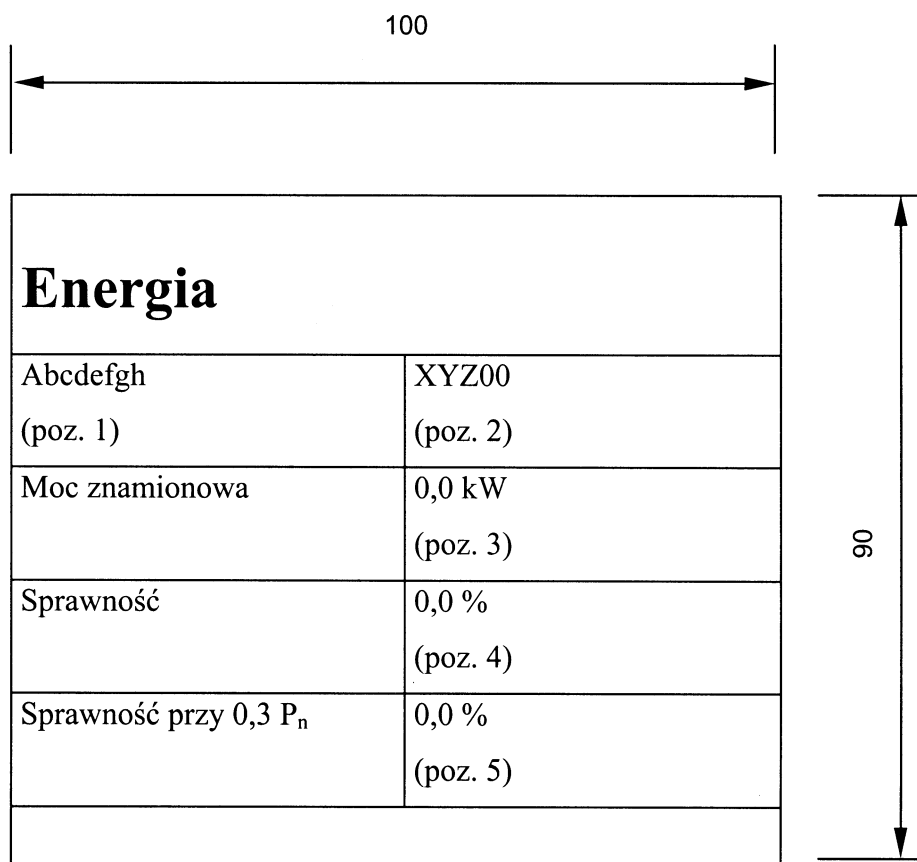 100
Energia
Abcdefgh
(poz. 1)
XYZ00
(poz. 2)
Moc znamionowa
0,0 kW
(poz. 3)
Sprawność
0,0 %
(poz. 4)
Sprawność przy 0,3 Pₙ
0,0 %
(poz. 5)
90